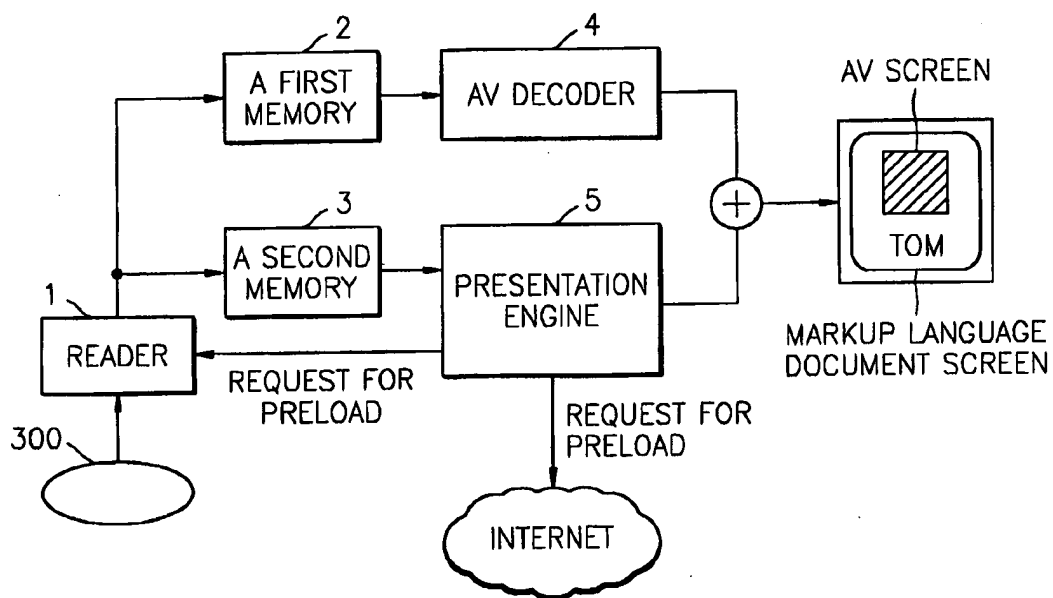 2
A FIRST
MEMORY
4
AV DECODER
AV SCREEN
TOM
MARKUP LANGUAGE
DOCUMENT SCREEN
3
A SECOND
MEMORY
5
PRESENTATION
ENGINE
1
READER
REQUEST FOR
PRELOAD
REQUEST FOR
PRELOAD
300
INTERNET